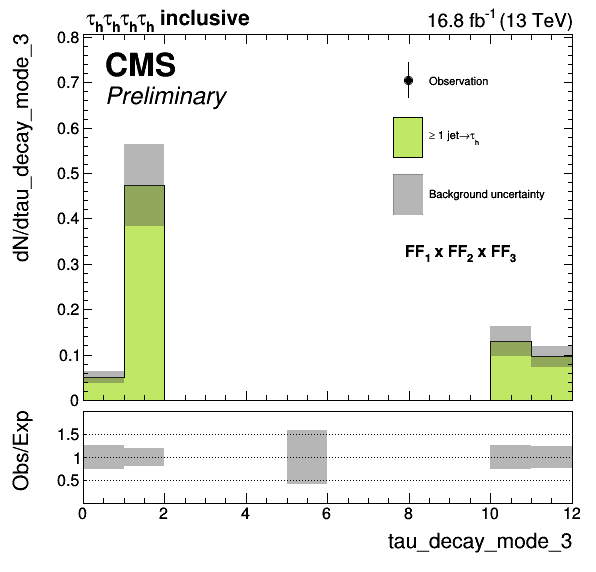 τhτhτhτh inclusive
16.8 fb⁻¹ (13 TeV)
CMS
Preliminary
Observation
≥ 1 jet→τh
Background uncertainty
FF₁ x FF₂ x FF₃
dN/dtau_decay_mode_3
0.8
0.7
0.6
0.5
0.4
0.3
0.2
0.1
0
Obs/Exp
1.5
1
0.5
0 2 4 6 8 10 12
tau_decay_mode_3